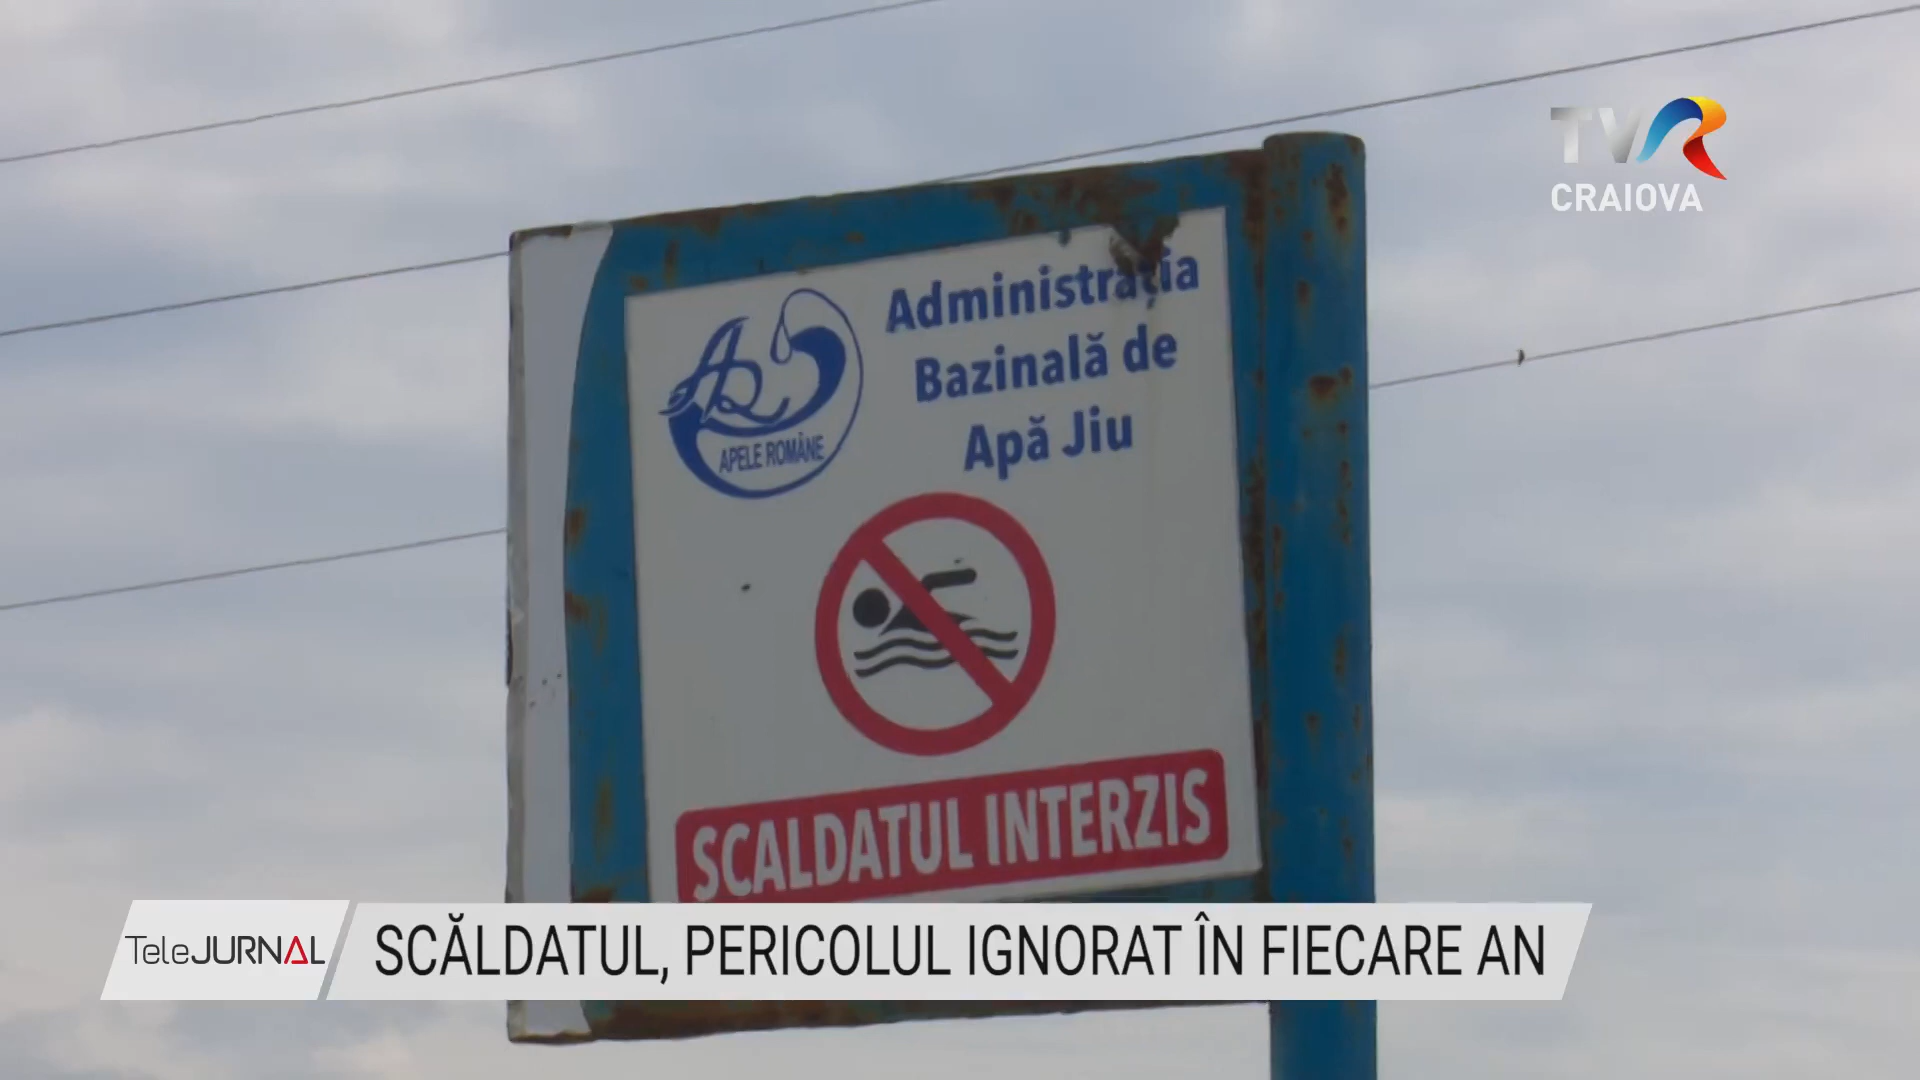 TVR
CRAIOVA
Administrația
Bazinală de
Apă Jiu
APELE ROMÂNE
SCALDATUL INTERZIS
TeleJURNAL
SCĂLDATUL, PERICOLUL IGNORAT ÎN FIECARE AN